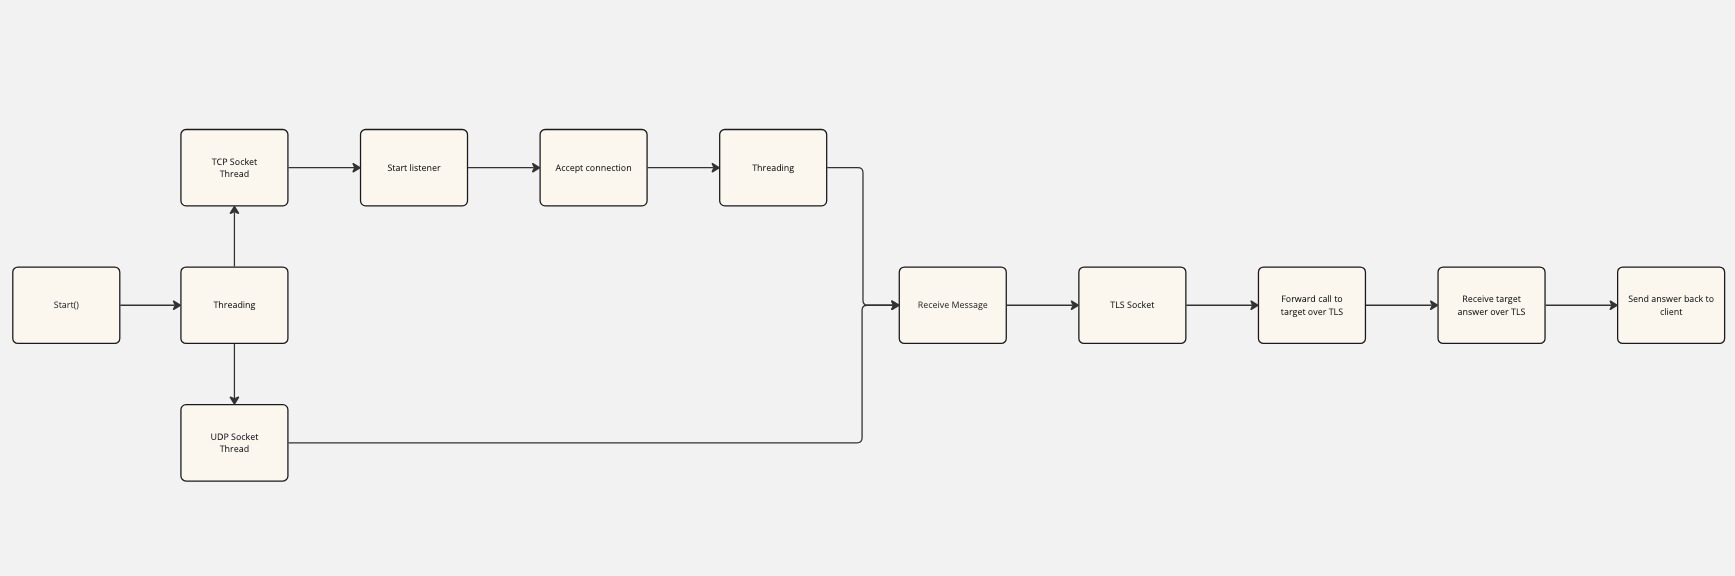 TCP Socket
Thread
Start listener
Accept connection
Threading
Start()
Threading
Receive Message
TLS Socket
Forward call to
target over TLS
Receive target
answer over TLS
Send answer back to
client
UDP Socket
Thread